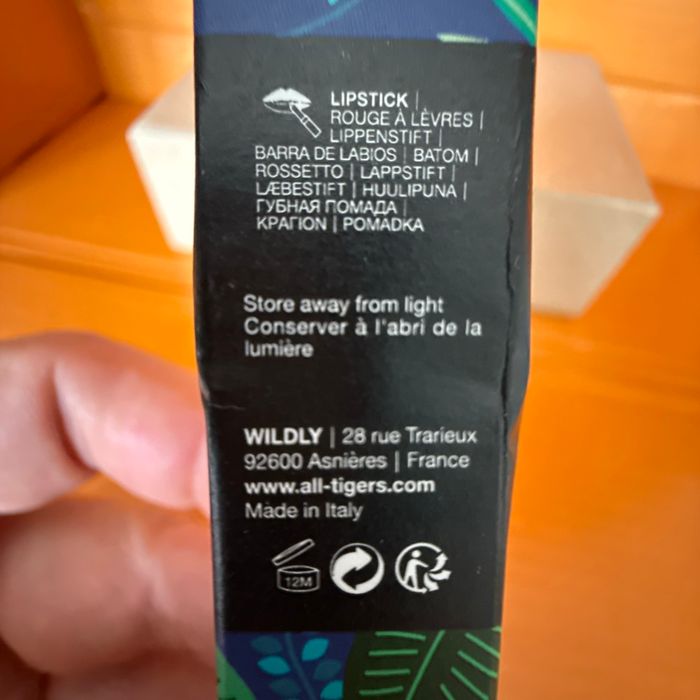 LIPSTICK |
ROUGE À LÈVRES |
LIPPENSTIFT |
BARRA DE LABIOS | BATOM |
ROSSETTO | LÄPPSTIFT |
LÆBESTIFT | HUULIPUNA |
ГУБНАЯ ПОМАДА |
ΚΡΑΓΙΟΝ | POMADKA
Store away from light
Conserver à l'abri de la
lumière
WILDLY | 28 rue Trarieux
92600 Asnières | France
www.all-tigers.com
Made in Italy
12M